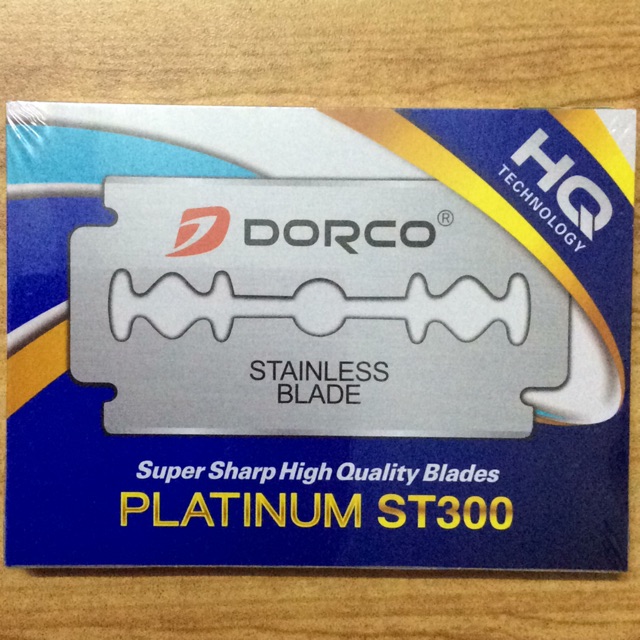 HQ
TECHNOLOGY
DORCO®
STAINLESS
BLADE
Super Sharp High Quality Blades
PLATINUM ST300